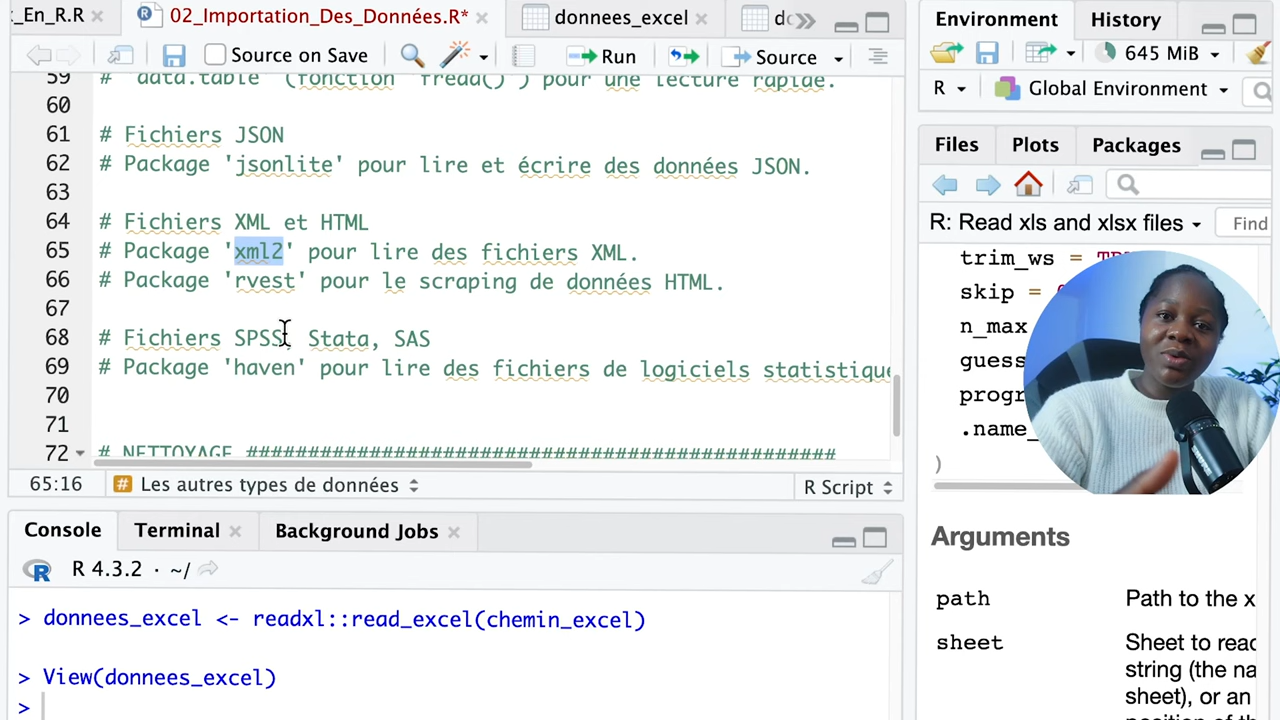 t_En_R.R
02_Importation_Des_Données.R*
donnees_excel
Source on Save
Run
Source
59 # data.table (fonction fread() ) pour une lecture rapide.
60
61 # Fichiers JSON
62 # Package 'jsonlite' pour lire et écrire des données JSON.
63
64 # Fichiers XML et HTML
65 # Package 'xml2' pour lire des fichiers XML.
66 # Package 'rvest' pour le scraping de données HTML.
67
68 # Fichiers SPSS, Stata, SAS
69 # Package 'haven' pour lire des fichiers de logiciels statistique
70
71
72 # NETTOYAGE ################################################
65:16 # Les autres types de données R Script
Console Terminal Background Jobs
R 4.3.2 · ~/
> donnees_excel <- readxl::read_excel(chemin_excel)
> View(donnees_excel)
>
Environment History
645 MiB
R Global Environment
Files Plots Packages
R: Read xls and xlsx files Find
trim_ws =
skip =
n_max
guess
progr
.name_
)
Arguments
path Path to the x
sheet Sheet to read
string (the na
sheet), or an
position of the